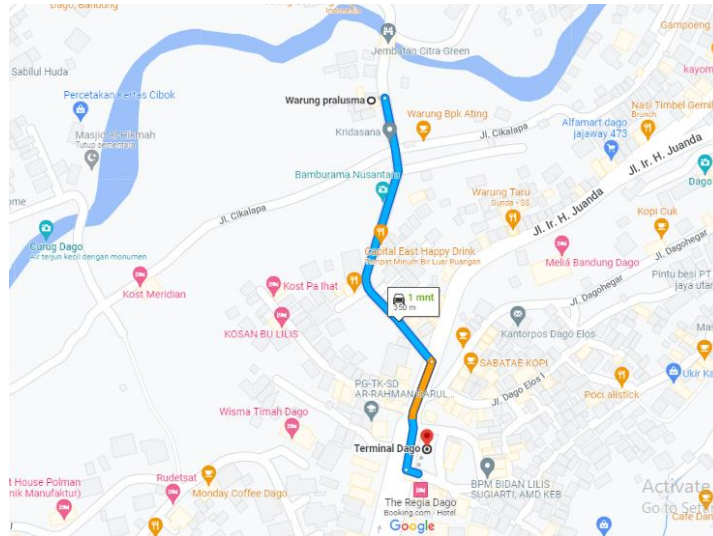 Dago, Bandung
Indonesia
Jembatan Citra Green
Gampoeng
Sabilul Huda
kayom
Percetakan Kertas Cibok
Warung pralusma
Warung Bpk Ating
Nasi Timbel Gemil
Brunch
Kridasana
Jl. Cikalapa
Alfamart dago
jajaway 473
Masjid Al-Hikmah
Tutup sementara
Jl. Ir. H. Juanda
Bamburama Nusantara
Dago
Warung Taru
Sunda • $$
Jl. Cikalapa
Kopi Cuk
Jl. Ir. H. Juanda
Curug Dago
Air terjun kecil dengan monumen
Capital East Happy Drink
Tempat Minum Bir Luar Ruangan
Meliá Bandung Dago
Jl. Dagohegar
Kost Pa Ihat
Pintu besi PT
jaya utar
Kost Meridian
1 mnt
350 m
Jl. Dagohegar
KOSAN BU LILIS
Kantorpos Dago Elos
Mas
SABATAE KOPI
Ukir Ka
PG-TK-SD
AR-RAHMAN DARUL...
Jl. Dago Elos I
Poci alistick
Wisma Timah Dago
Terminal Dago
t House Polman
nik Manufaktur)
Rudetsat
Monday Coffee Dago
BPM BIDAN LILIS
SUGIARTI, AMD KEB
The Regia Dago
Booking.com - Hotel
Activate
Go to Sett
Cafe Dan
Google